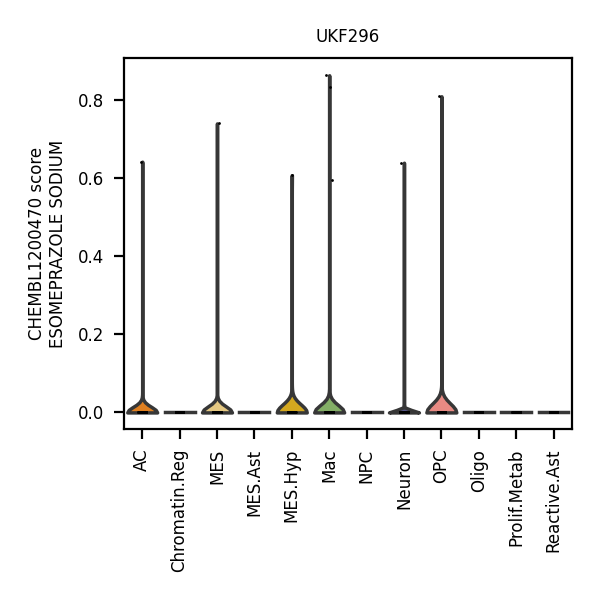 UKF296
CHEMBL1200470 score
ESOMEPRAZOLE SODIUM
0.8
0.6
0.4
0.2
0.0
AC
Chromatin.Reg
MES
MES.Ast
MES.Hyp
Mac
NPC
Neuron
OPC
Oligo
Prolif.Metab
Reactive.Ast